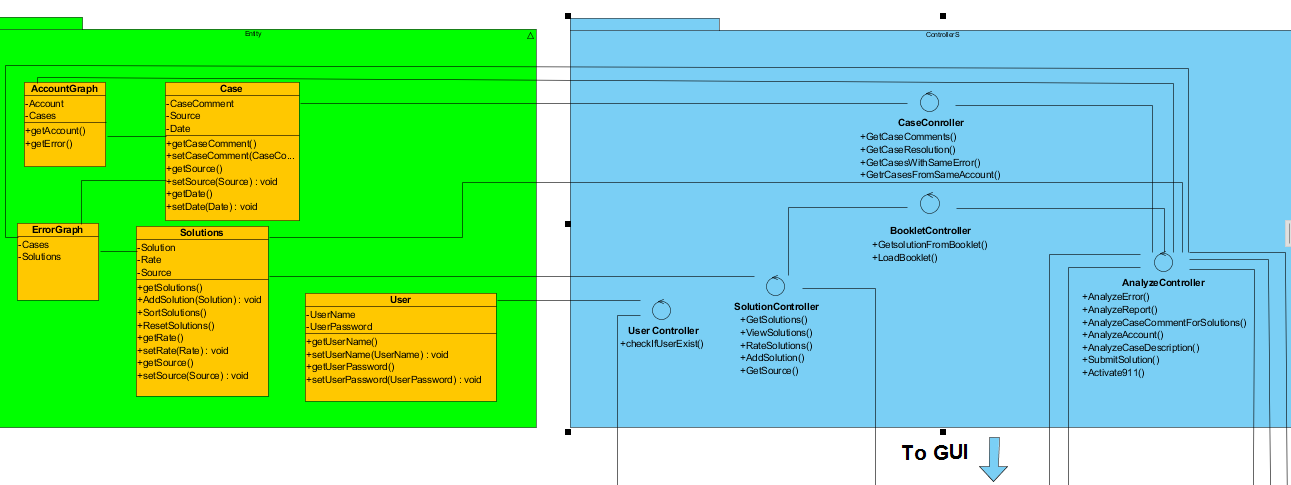 Entity
AccountGraph
-Account
-Cases
+getAccount()
+getError()
Case
-CaseComment
-Source
-Date
+getCaseComment()
+setCaseComment(CaseCo...
+getSource()
+setSource(Source) : void
+getDate()
+setDate(Date) : void
ErrorGraph
-Cases
-Solutions
Solutions
-Solution
-Rate
-Source
+getSolutions()
+AddSolution(Solution) : void
+SortSolutions()
+ResetSolutions()
+getRate()
+setRate(Rate) : void
+getSource()
+setSource(Source) : void
User
-UserName
-UserPassword
+getUserName()
+setUserName(UserName) : void
+getUserPassword()
+setUserPassword(UserPassword) : void
ControllerS
CaseConroller
+GetCaseComments()
+GetCaseResolution()
+GetCasesWithSameError()
+GetrCasesFromSameAccount()
BookletController
+GetsolutionFromBooklet()
+LoadBooklet()
User Controller
+checkIfUserExist()
SolutionController
+GetSolutions()
+ViewSolutions()
+RateSolutions()
+AddSolution()
+GetSource()
AnalyzeController
+AnalyzeError()
+AnalyzeReport()
+AnalyzeCaseCommentForSolutions()
+AnalyzeAccount()
+AnalyzeCaseDescription()
+SubmitSolution()
+Activate911()
To GUI